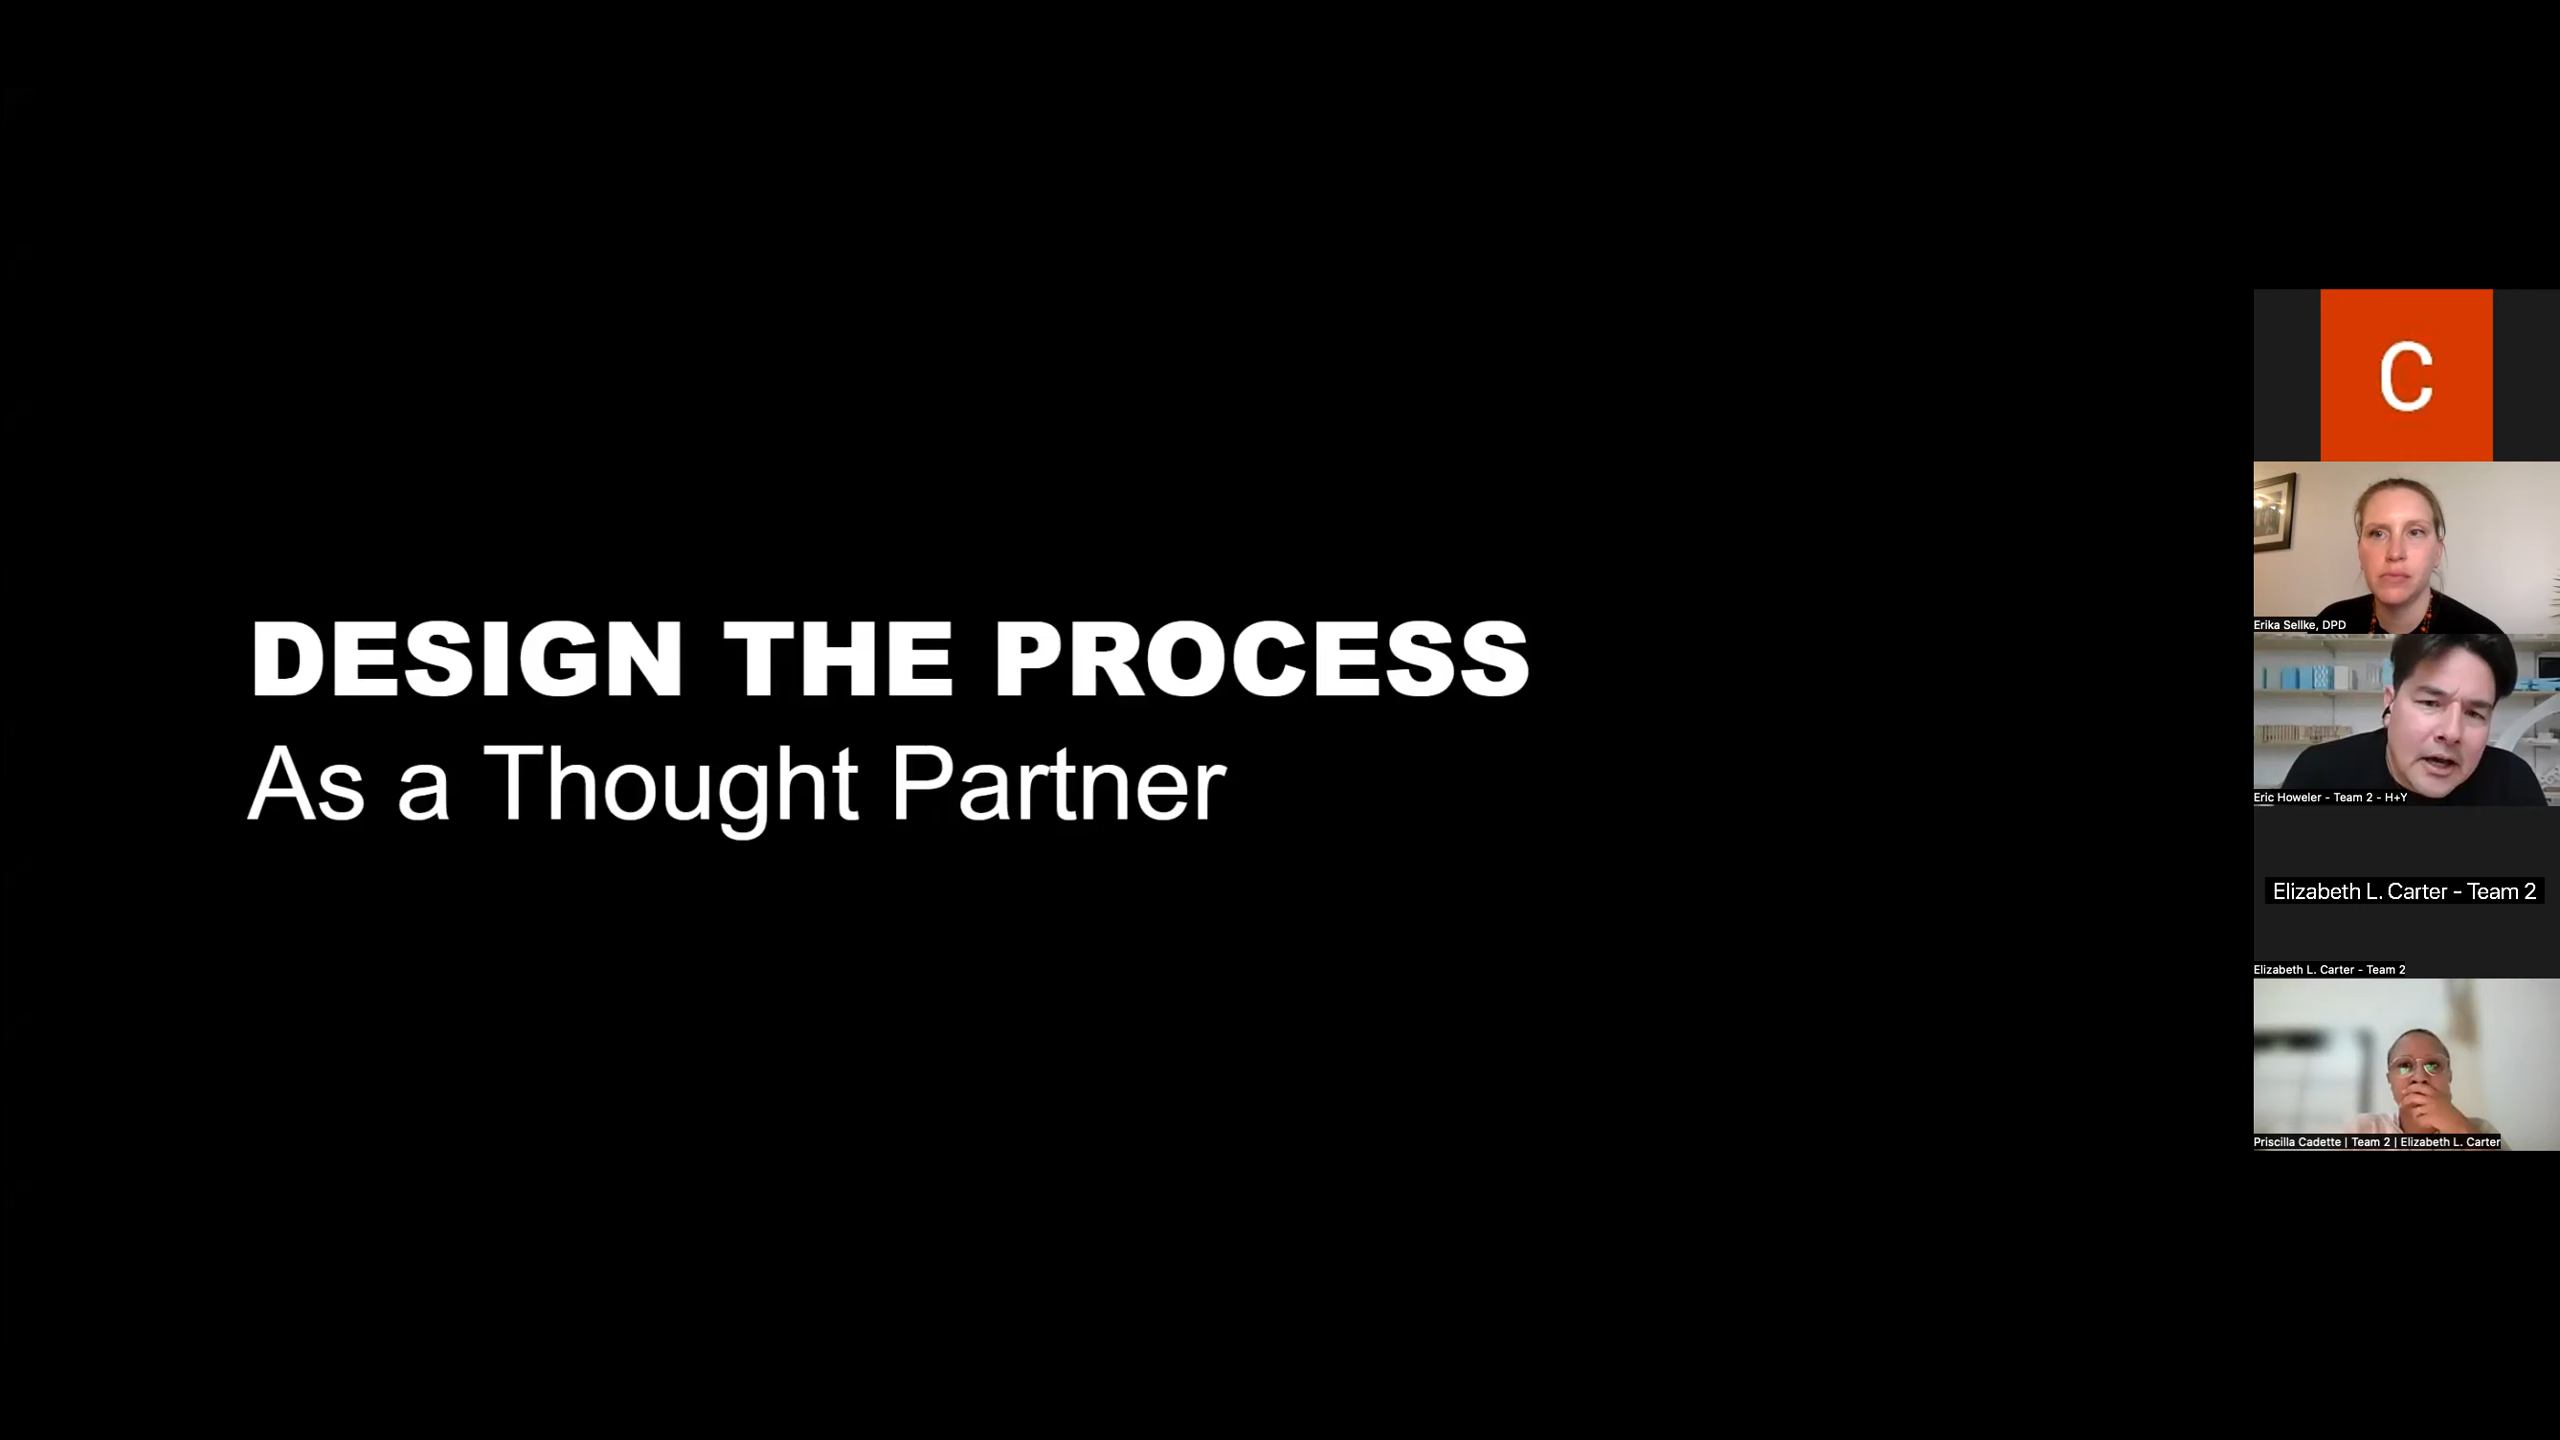 DESIGN THE PROCESS
As a Thought Partner
C
Erika Sellke, DPD
Eric Howeler - Team 2 - H+Y
Elizabeth L. Carter - Team 2
Elizabeth L. Carter - Team 2
Priscilla Cadette | Team 2 | Elizabeth L. Carter